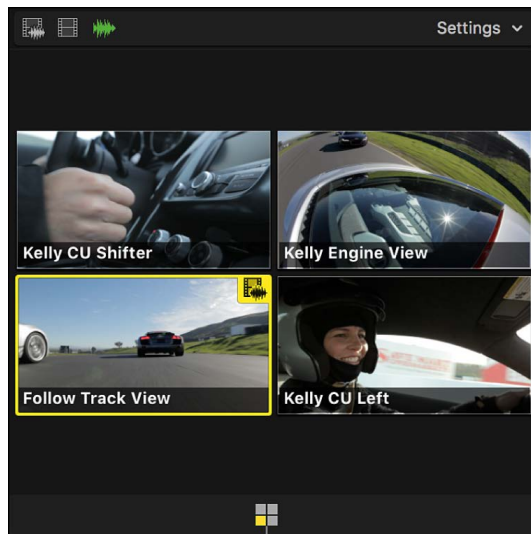 Settings
Kelly CU Shifter
Kelly Engine View
Follow Track View
Kelly CU Left